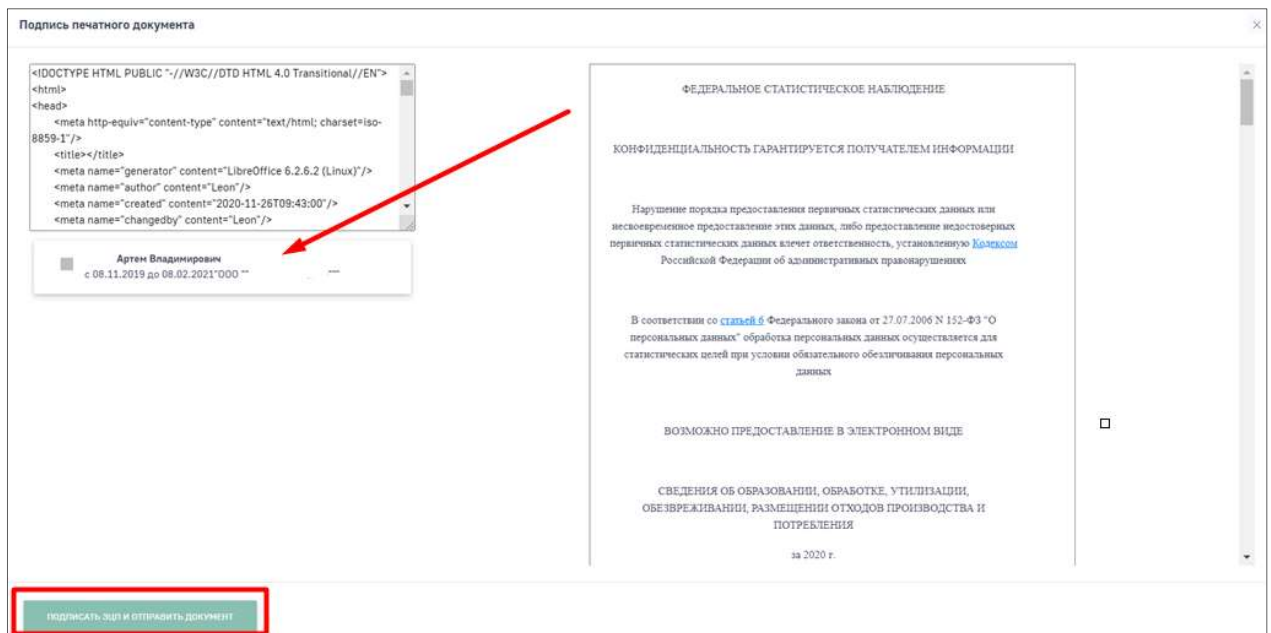 Подпись печатного документа
<!DOCTYPE HTML PUBLIC "-//W3C//DTD HTML 4.0 Transitional//EN">
<html>
<head>
<meta http-equiv="content-type" content="text/html; charset=iso-
8859-1"/>
<title></title>
<meta name="generator" content="LibreOffice 6.2.6.2 (Linux)"/>
<meta name="author" content="Leon"/>
<meta name="created" content="2020-11-26T09:43:00"/>
<meta name="changedby" content="Leon"/>
Артем Владимирович
с 08.11.2019 до 08.02.2021"ООО ""
"""
ФЕДЕРАЛЬНОЕ СТАТИСТИЧЕСКОЕ НАБЛЮДЕНИЕ
КОНФИДЕНЦИАЛЬНОСТЬ ГАРАНТИРУЕТСЯ ПОЛУЧАТЕЛЕМ ИНФОРМАЦИИ
Нарушение порядка предоставления первичных статистических данных или
несвоевременное предоставление этих данных, либо предоставление недостоверных
первичных статистических данных влечет ответственность, установленную Кодексом
Российской Федерации об административных правонарушениях
В соответствии со статьей 6 Федерального закона от 27.07.2006 N 152-ФЗ "О
персональных данных" обработка персональных данных осуществляется для
статистических целей при условии обязательного обезличивания персональных
данных
ВОЗМОЖНО ПРЕДОСТАВЛЕНИЕ В ЭЛЕКТРОННОМ ВИДЕ
СВЕДЕНИЯ ОБ ОБРАЗОВАНИИ, ОБРАБОТКЕ, УТИЛИЗАЦИИ,
ОБЕЗВРЕЖИВАНИИ, РАЗМЕЩЕНИИ ОТХОДОВ ПРОИЗВОДСТВА И
ПОТРЕБЛЕНИЯ
за 2020 г.
ПОДПИСАТЬ ЭЦП И ОТПРАВИТЬ ДОКУМЕНТ